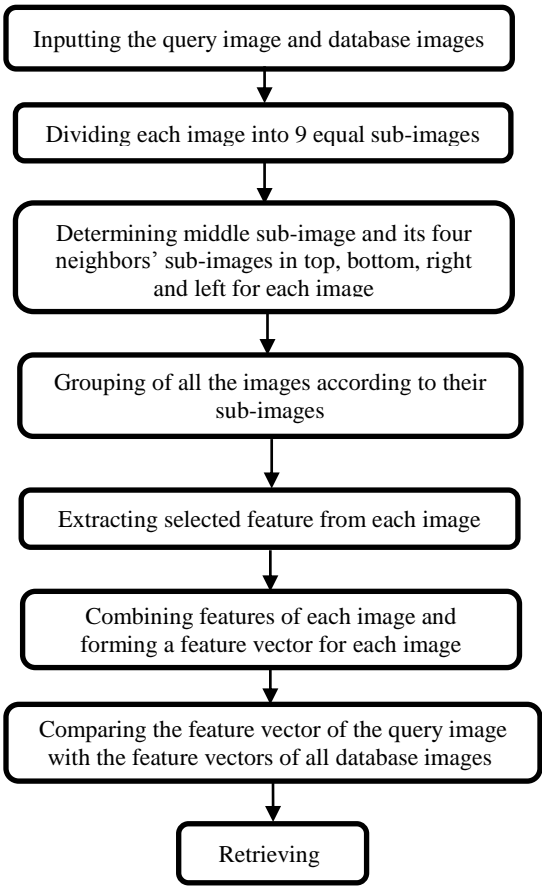 Inputting the query image and database images
Dividing each image into 9 equal sub-images
Determining middle sub-image and its four
neighbors' sub-images in top, bottom, right
and left for each image
Grouping of all the images according to their
sub-images
Extracting selected feature from each image
Combining features of each image and
forming a feature vector for each image
Comparing the feature vector of the query image
with the feature vectors of all database images
Retrieving